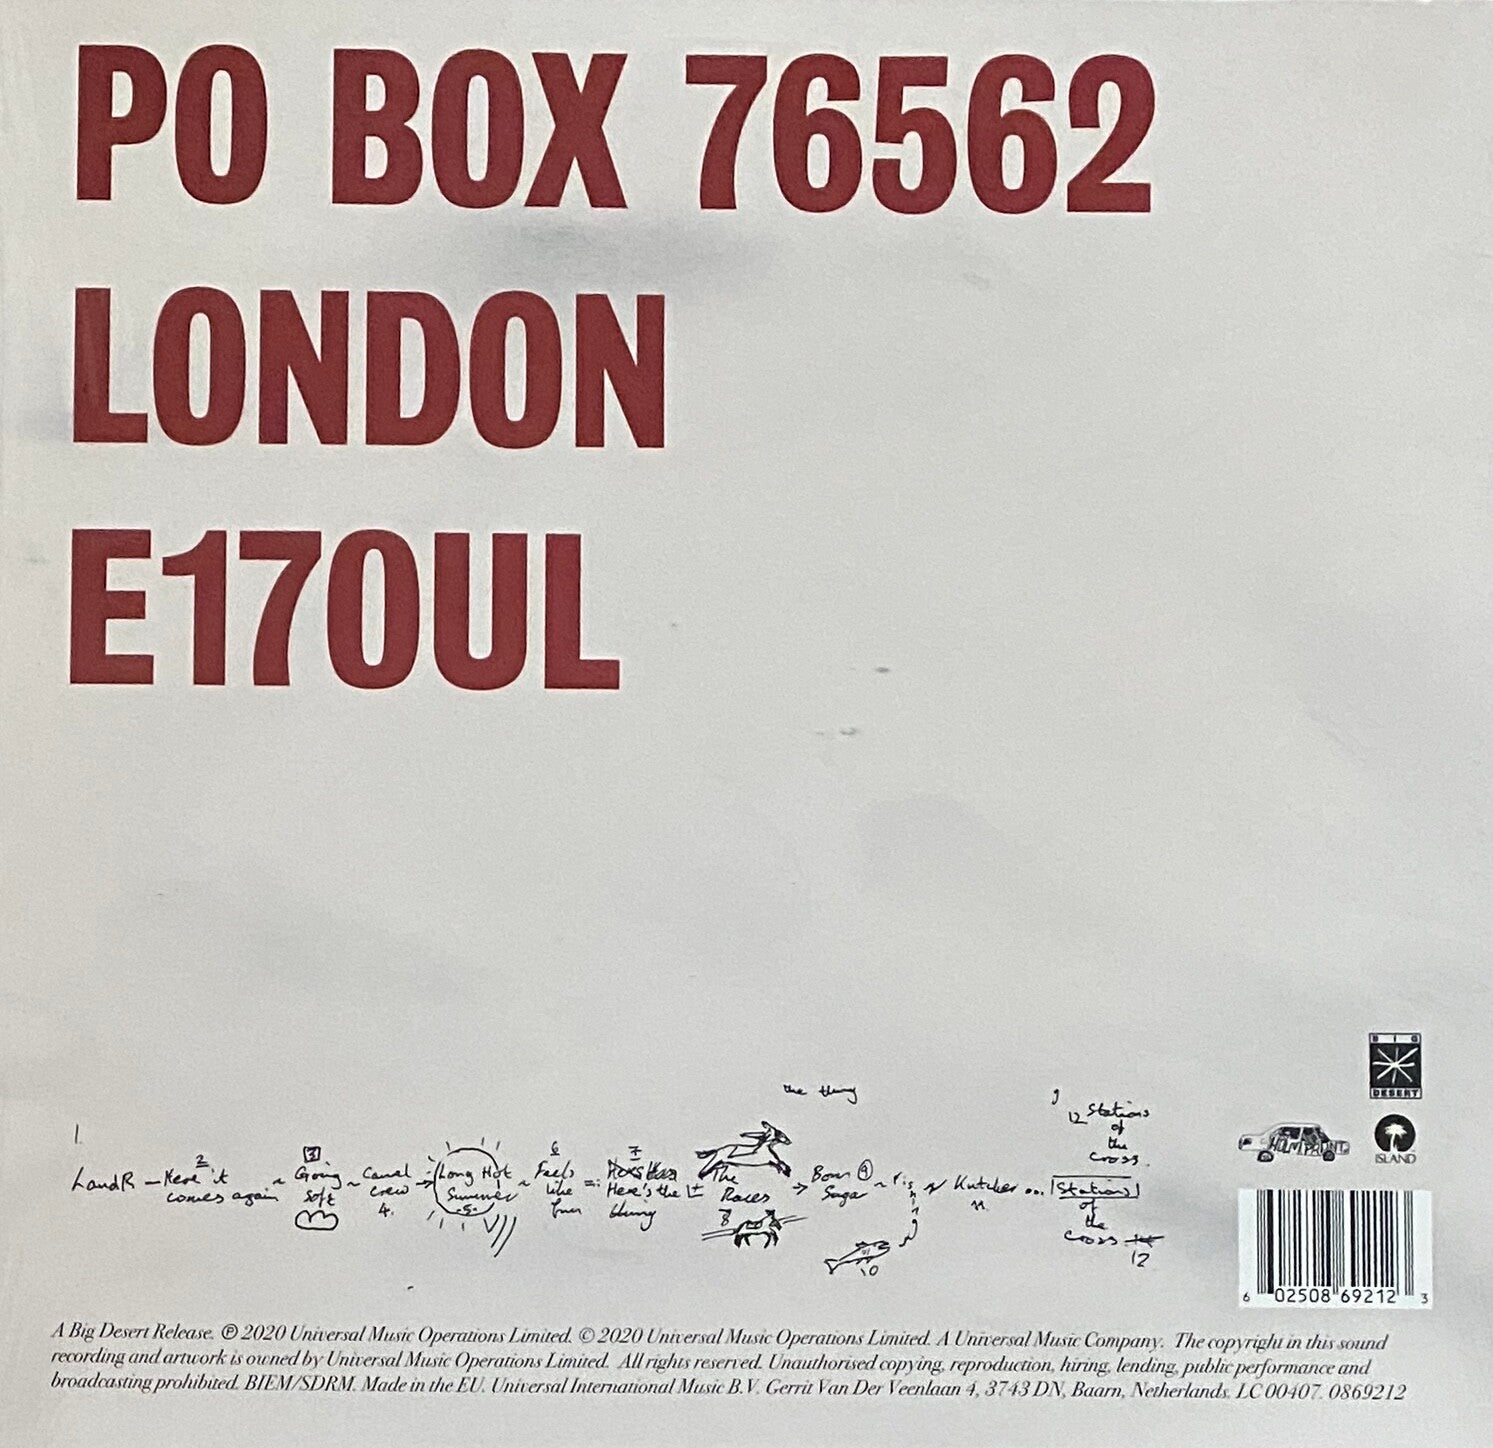 PO BOX 76562
LONDON
E170UL
the thing
1.
LandR – Here it
2
comes again
3
Going
Soft
Canal
Crew
4.
Long Hot
Summer
5
6
Feels
like
fun
7
Here's the
thing
The
Races
8
Born 9
Sugar
Fishing
10
Kutcher ...
11
12 Stations
of
the
Cross.
Stations
of
the
Cross
12
BIG
DESERT
ISLAND
6 02508 69212 3
A Big Desert Release. ℗ 2020 Universal Music Operations Limited. © 2020 Universal Music Operations Limited. A Universal Music Company. The copyright in this sound
recording and artwork is owned by Universal Music Operations Limited. All rights reserved. Unauthorised copying, reproduction, hiring, lending, public performance and
broadcasting prohibited. BIEM/SDRM. Made in the EU. Universal International Music B.V. Gerrit Van Der Veenlaan 4, 3743 DN, Baarn, Netherlands. LC 00407. 0869212